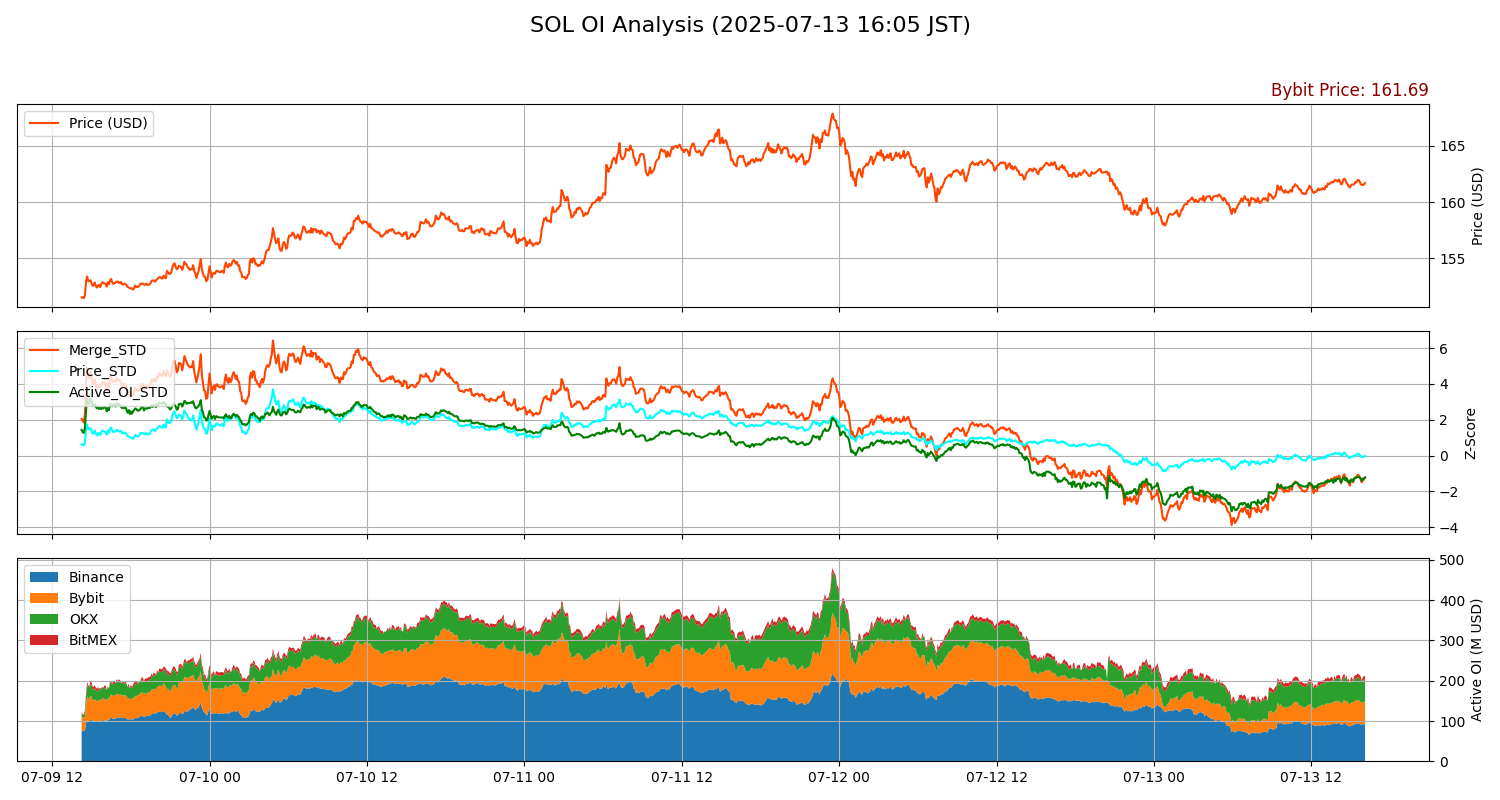 SOL OI Analysis (2025-07-13 16:05 JST)
Bybit Price: 161.69
Price (USD)
165
160
155
Price (USD)
Merge_STD
Price_STD
Active_OI_STD
6
4
2
0
−2
−4
Z-Score
Binance
Bybit
OKX
BitMEX
500
400
300
200
100
0
Active OI (M USD)
07-09 12
07-10 00
07-10 12
07-11 00
07-11 12
07-12 00
07-12 12
07-13 00
07-13 12